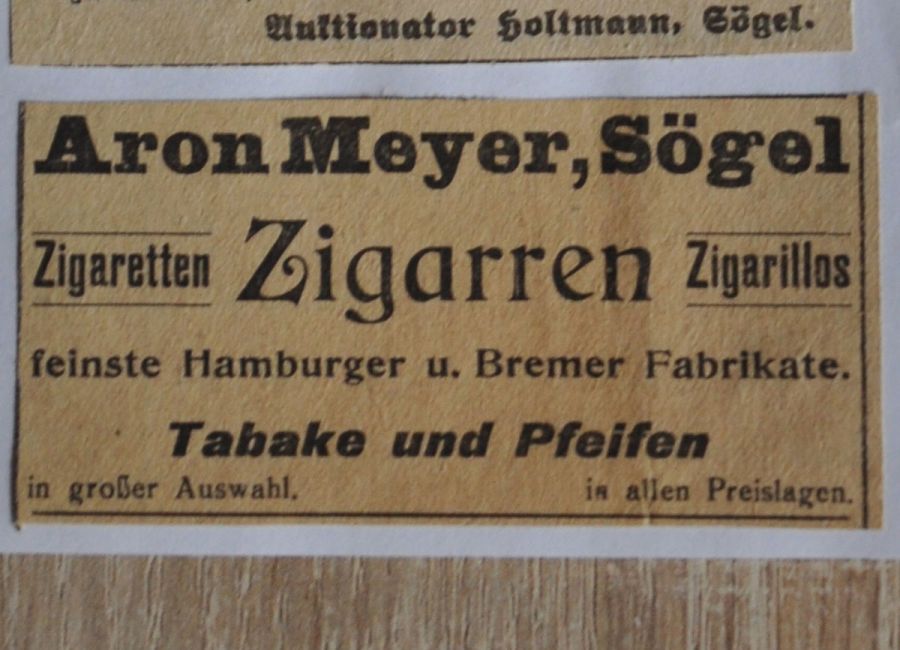 Auktionator Holtmann, Sögel.
Aron Meyer, Sögel
Zigaretten Zigarren Zigarillos
feinste Hamburger u. Bremer Fabrikate.
Tabake und Pfeifen
in großer Auswahl. in allen Preislagen.